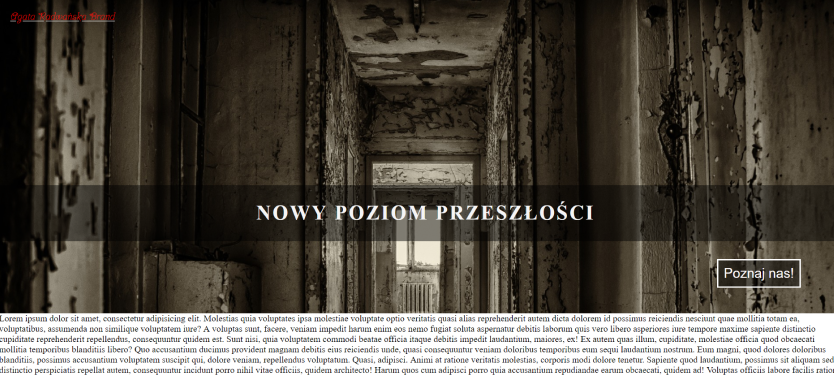 Agata Radwańska Brand
NOWY POZIOM PRZESZŁOŚCI
Poznaj nas!
Lorem ipsum dolor sit amet, consectetur adipisicing elit. Molestias quia voluptates ipsa molestiae voluptate optio veritatis quasi alias reprehenderit autem dicta dolorem id possimus reiciendis nesciunt quae mollitia totam ea,
voluptatibus, assumenda non similique voluptatem iure? A voluptas sunt, facere, veniam impedit harum enim eos nemo fugiat soluta aspernatur debitis laborum quis vero libero asperiores iure tempore maxime sapiente distinctio
cupiditate reprehenderit repellendus, consequuntur quidem est. Sunt nisi, quia voluptatem commodi beatae officia itaque debitis impedit laudantium, maiores, ex! Ex autem quas illum, cupiditate, molestiae officia quod obcaecati
mollitia temporibus blanditiis libero? Quo accusantium ducimus provident magnam debitis eius reiciendis unde, quasi consequuntur veniam doloribus temporibus eum sequi laudantium nostrum. Eum magni, quod dolores doloribus
blanditiis, possimus accusantium voluptatem suscipit qui, dolore veniam, repellendus voluptatum. Quasi, adipisci. Animi at ratione veritatis molestias, corporis modi dolore tenetur. Sapiente quod laudantium, possimus sit aliquam sed
distinctio perspiciatis repellat autem, consequuntur incidunt porro nihil vitae officiis, quidem architecto! Harum quos cum adipisci porro quia accusantium repudiandae earum obcaecati, quidem ad! Voluptas officiis labore facilis